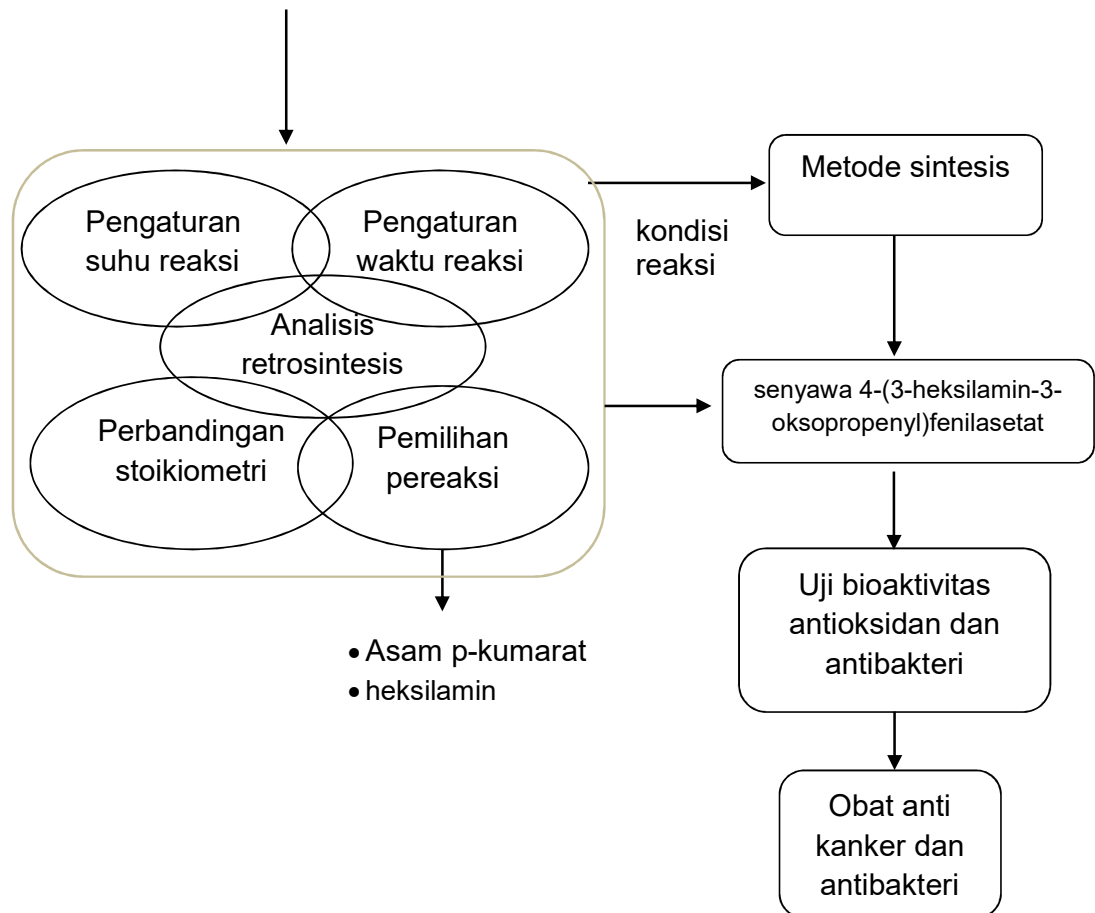 Pengaturan
suhu reaksi
Pengaturan
waktu reaksi
Analisis
retrosintesis
Perbandingan
stoikiometri
Pemilihan
pereaksi
• Asam p-kumarat
• heksilamin
kondisi
reaksi
Metode sintesis
senyawa 4-(3-heksilamin-3-
oksopropenyl)fenilasetat
Uji bioaktivitas
antioksidan dan
antibakteri
Obat anti
kanker dan
antibakteri